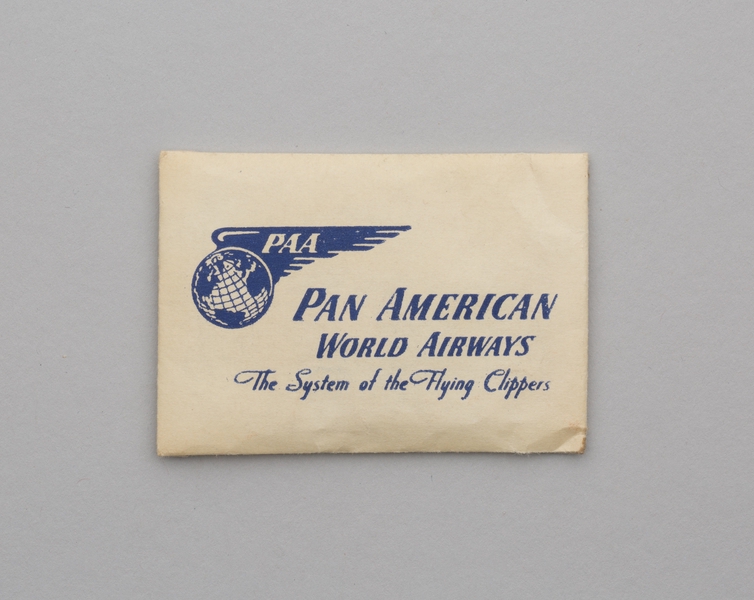 PAA
PAN AMERICAN
WORLD AIRWAYS
The System of the Flying Clippers